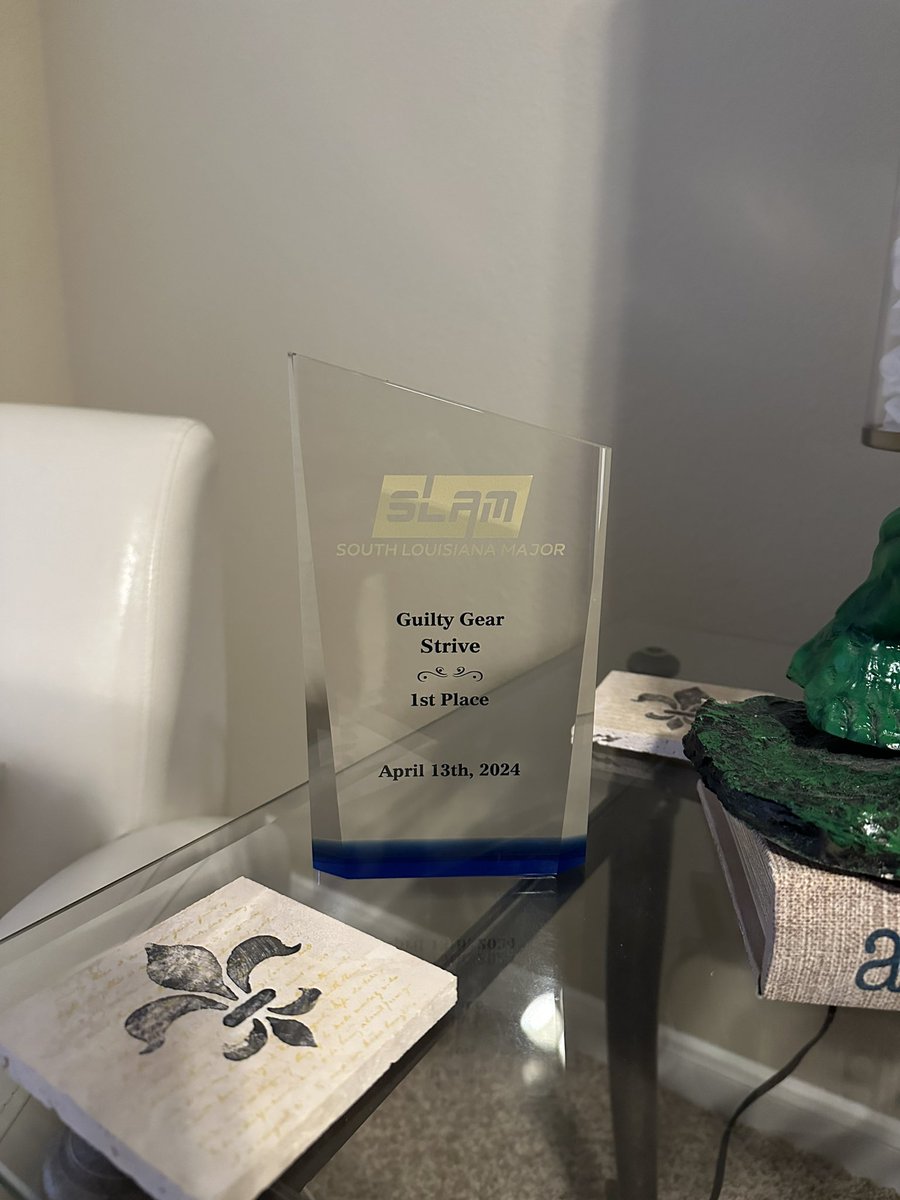 SLAM
SOUTH LOUISIANA MAJOR
Guilty Gear
Strive
1st Place
April 13th, 2024
a